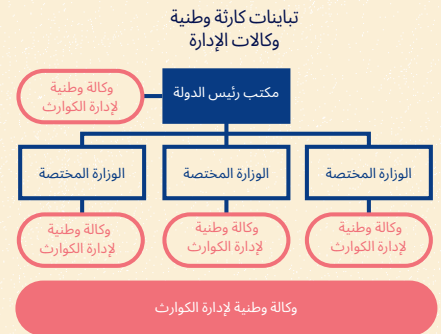 تباينات كارثة وطنية
وكالات الإدارة
مكتب رئيس الدولة
وكالة وطنية
لإدارة الكوارث
الوزارة المختصة
الوزارة المختصة
الوزارة المختصة
وكالة وطنية
لإدارة الكوارث
وكالة وطنية
لإدارة الكوارث
وكالة وطنية
لإدارة الكوارث
وكالة وطنية لإدارة الكوارث